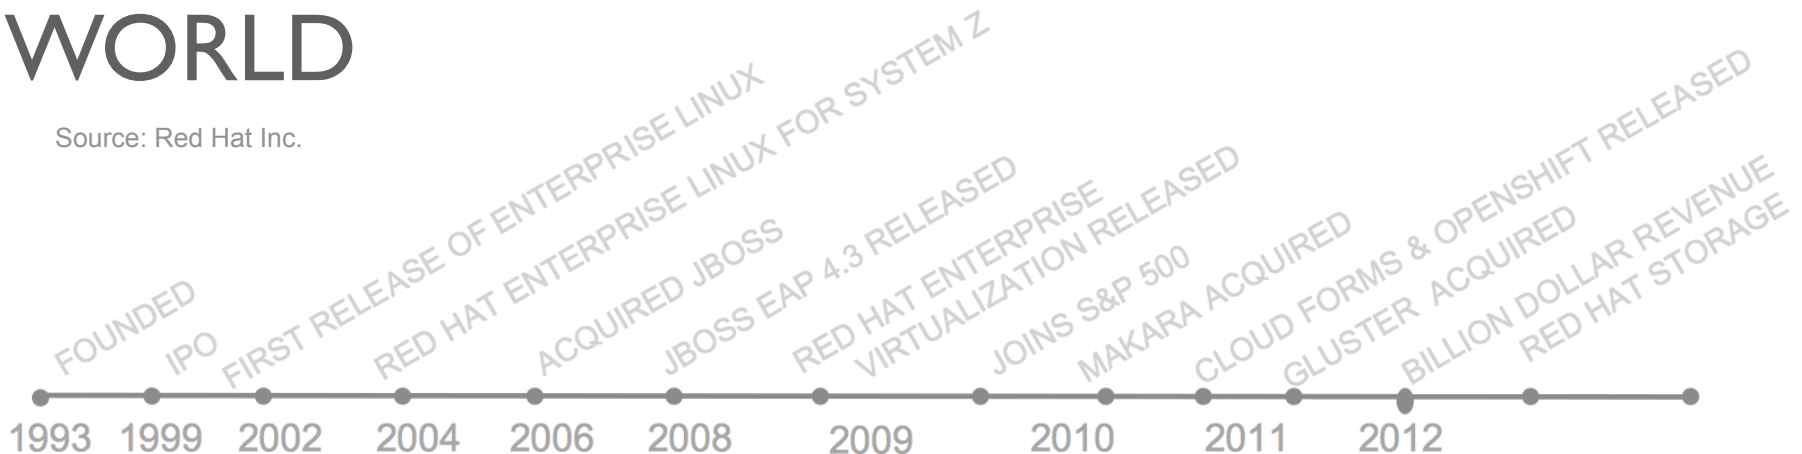 WORLD
Source: Red Hat Inc.
FOUNDED
IPO
FIRST RELEASE OF ENTERPRISE LINUX
RED HAT ENTERPRISE LINUX FOR SYSTEM Z
ACQUIRED JBOSS
JBOSS EAP 4.3 RELEASED
RED HAT ENTERPRISE
VIRTUALIZATION RELEASED
JOINS S&P 500
MAKARA ACQUIRED
CLOUD FORMS & OPENSHIFT RELEASED
GLUSTER ACQUIRED
BILLION DOLLAR REVENUE
RED HAT STORAGE
1993 1999 2002 2004 2006 2008 2009 2010 2011 2012